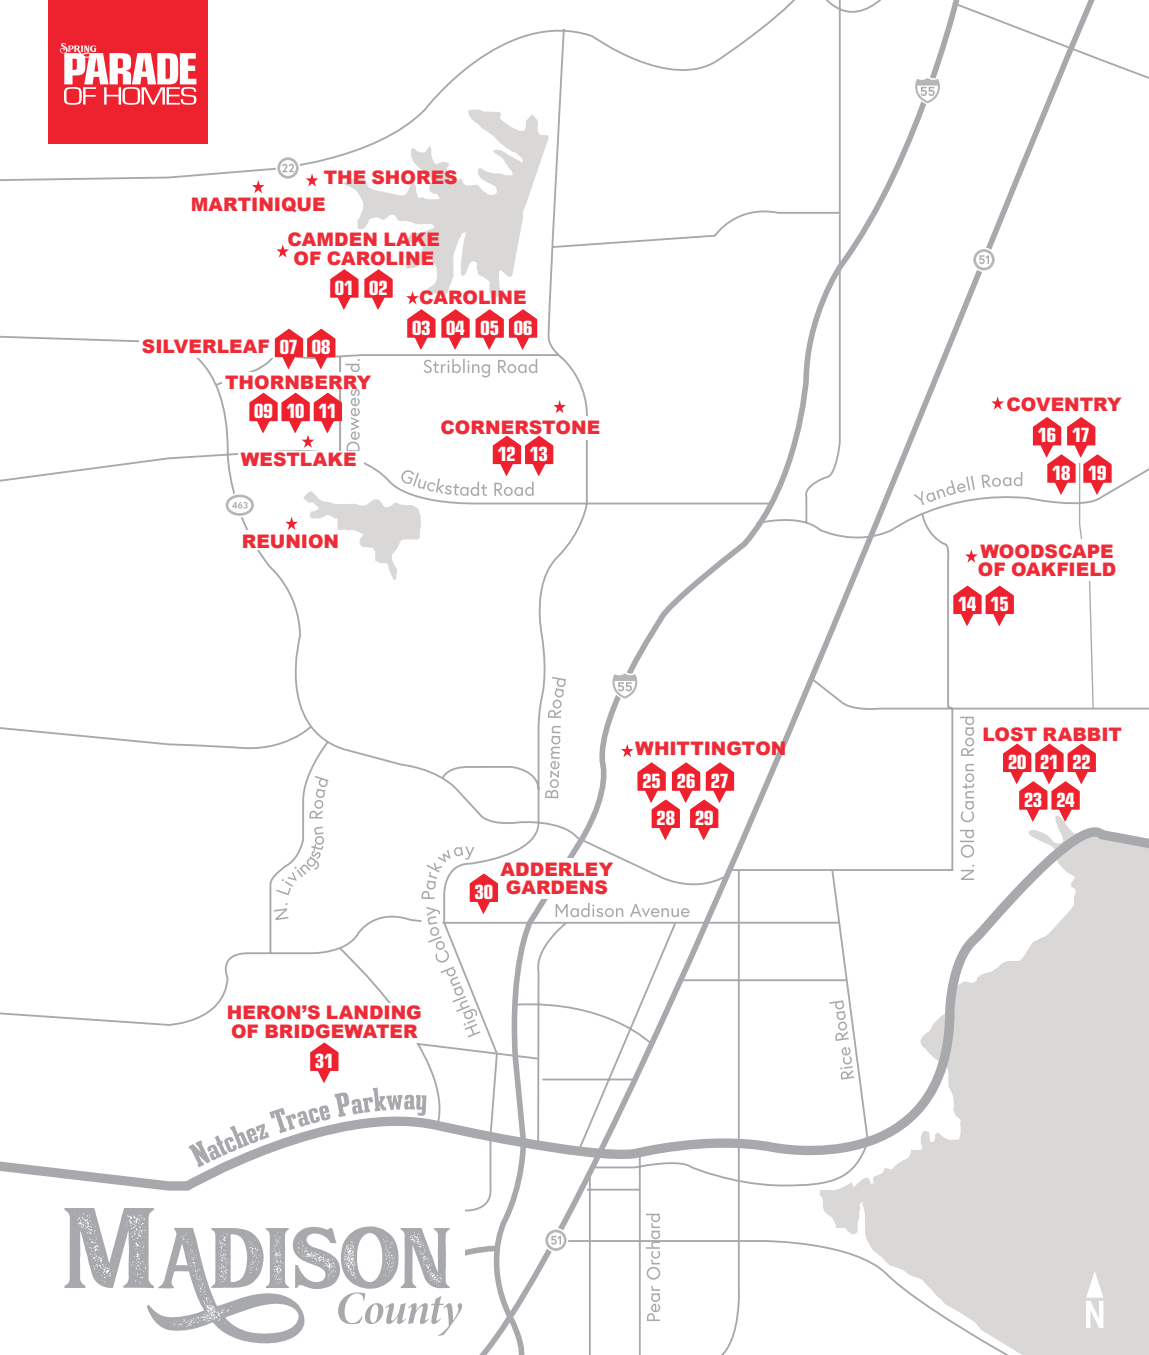 SPRING
PARADE
OF HOMES
55
22
THE SHORES
MARTINIQUE
CAMDEN LAKE
OF CAROLINE
01 02
51
CAROLINE
03 04 05 06
SILVERLEAF 07 08
Stribling Road
THORNBERRY
09 10 11
Deweese Rd.
CORNERSTONE
12 13
WESTLAKE
Gluckstadt Road
COVENTRY
16 17
18 19
Yandell Road
463
REUNION
WOODSCAPE
OF OAKFIELD
14 15
55
Bozeman Road
WHITTINGTON
25 26 27
28 29
N. Old Canton Road
LOST RABBIT
20 21 22
23 24
N. Livingston Road
Highland Colony Parkway
ADDERLEY
GARDENS
30
Madison Avenue
HERON'S LANDING
OF BRIDGEWATER
31
Rice Road
Natchez Trace Parkway
MADISON
County
51
Pear Orchard
N